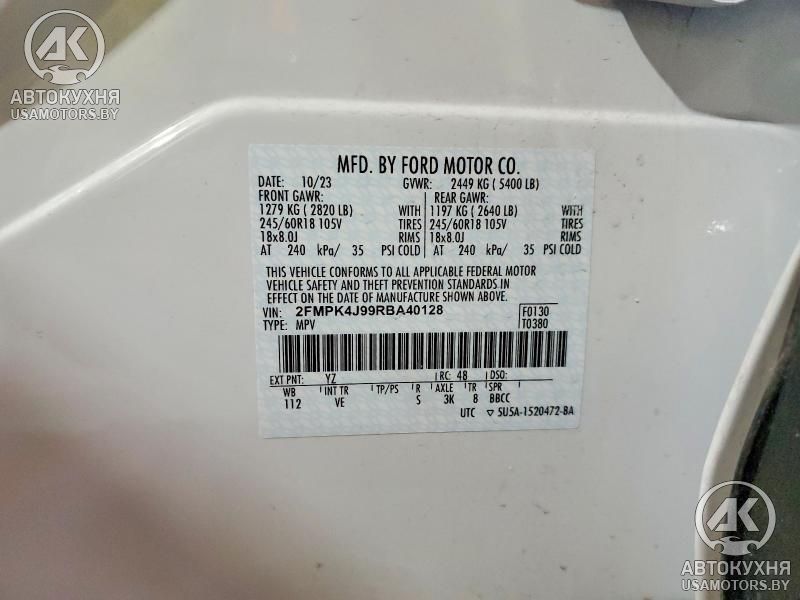 AK
АВТОКУХНЯ
USAMOTORS.BY
MFD. BY FORD MOTOR CO.
DATE: 10/23 GVWR: 2449 KG ( 5400 LB)
FRONT GAWR: REAR GAWR:
1279 KG ( 2820 LB) WITH 1197 KG ( 2640 LB) WITH
245/60R18 105V TIRES 245/60R18 105V TIRES
18x8.0J RIMS 18x8.0J RIMS
AT 240 kPa/ 35 PSI COLD AT 240 kPa/ 35 PSI COLD
THIS VEHICLE CONFORMS TO ALL APPLICABLE FEDERAL MOTOR
VEHICLE SAFETY AND THEFT PREVENTION STANDARDS IN
EFFECT ON THE DATE OF MANUFACTURE SHOWN ABOVE.
VIN: 2FMPK4J99RBA40128 F0130
TYPE: MPV T0380
EXT PNT: YZ RC: 48 DSO:
WB INT TR TP/PS R AXLE TR SPR
112 VE S 3K 8 BBCC
UTC ▽ SU5A-1520472-BA
AK
АВТОКУХНЯ
USAMOTORS.BY